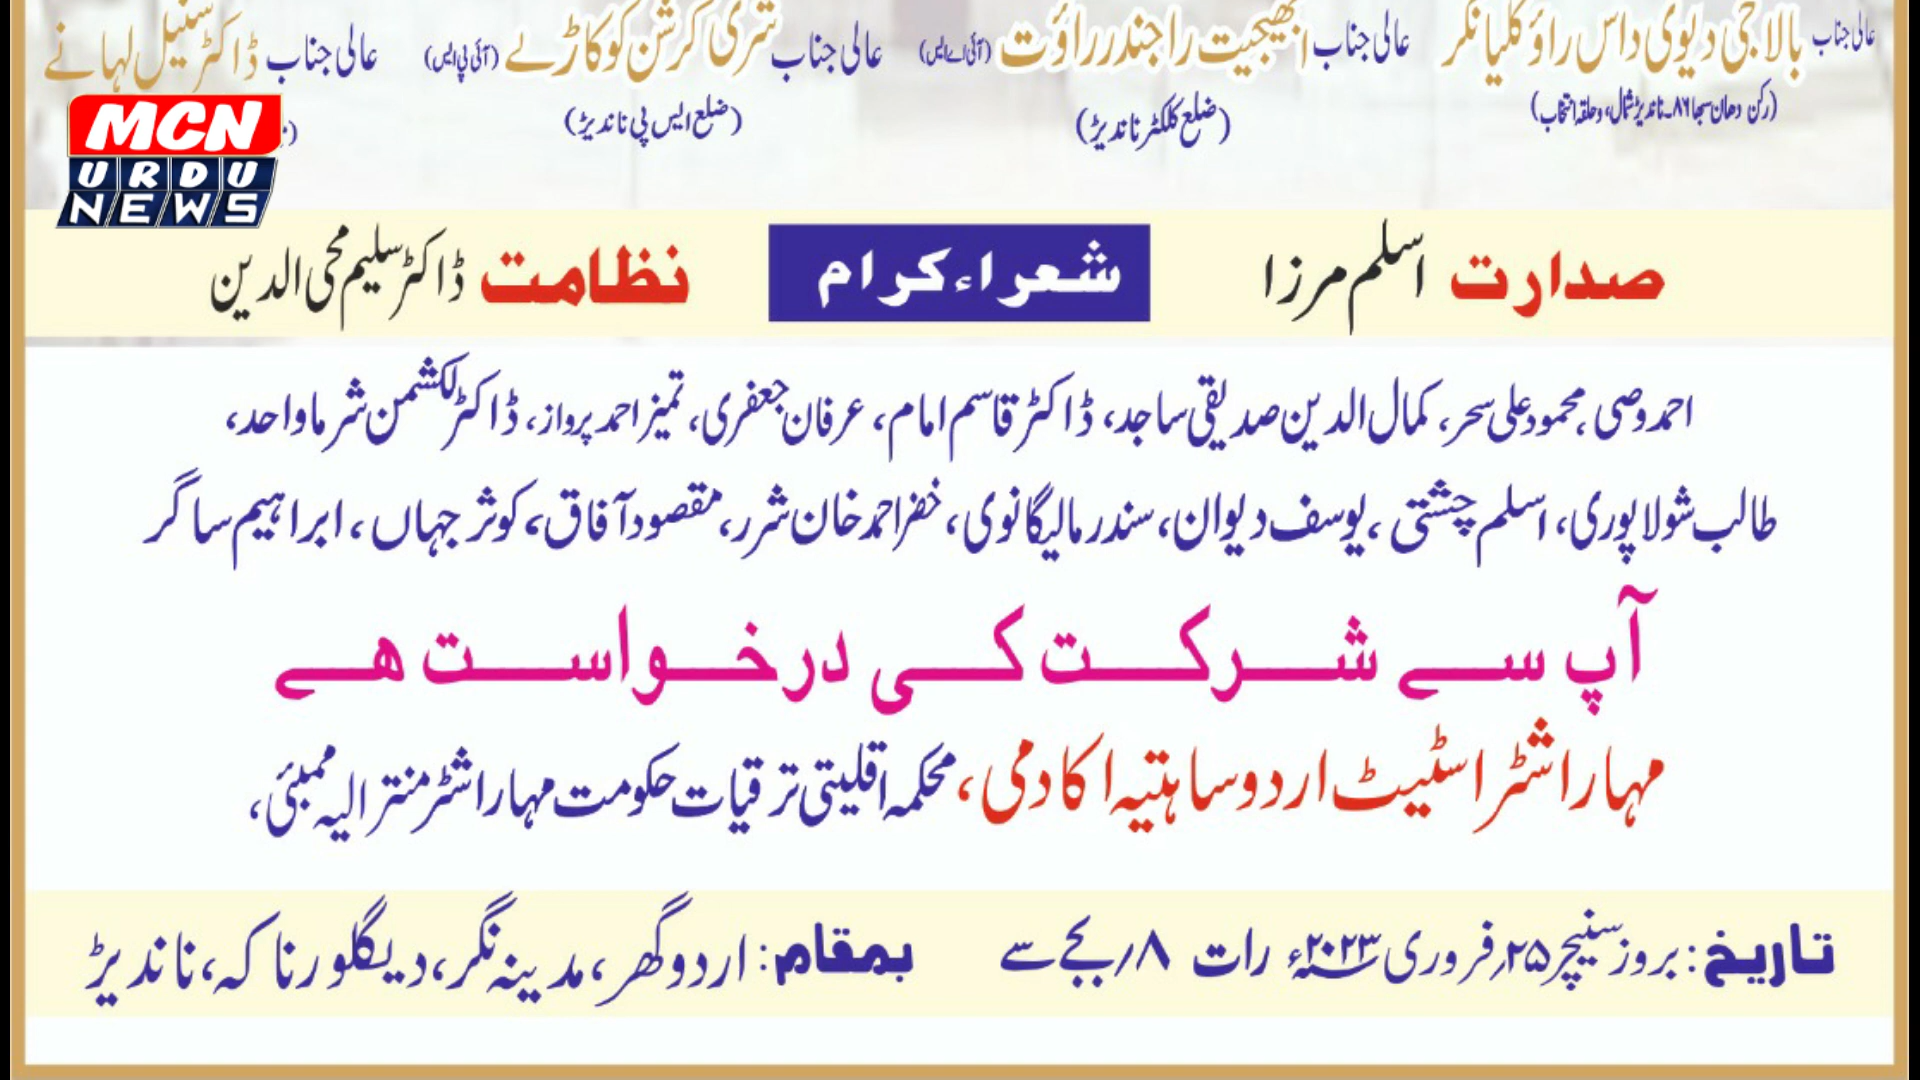 عالی جناب بالاجی دیوی داس راؤ کلیانکر عالی جناب ابھیجیت راجندر راؤت (آئی اے ایس) عالی جناب شری کرشن کوکاڑے (آئی پی ایس) عالی جناب ڈاکٹر سنیل لہانے
(رکن ودھان سبھا ۸۶۔ناندیڑ شمال، وحلقہ انتخاب) (ضلع کلکٹر ناندیڑ) (ضلع ایس پی ناندیڑ)
MCN
URDU
NEWS
صدارت اسلم مرزا شعراء کرام نظامت ڈاکٹر سلیم محی الدین
احمد وصی، محمود علی سحر، کمال الدین صدیقی ساجد، ڈاکٹر قاسم امام، عرفان جعفری، تمیز احمد پرواز، ڈاکٹر لکشمن شرما واحد،
طالب شولاپوری، اسلم چشتی، یوسف دیوان، سندر مالیگانوی، خضر احمد خان شرر، مقصود آفاق، کوثر جہاں، ابراہیم ساگر
آپ سے شرکت کی درخواست ہے
مہاراشٹر اسٹیٹ اردو ساہتیہ اکادمی، محکمہ اقلیتی ترقیات حکومت مہاراشٹر منترالیہ ممبئی،
تاریخ: بروز سنیچر ۲۵؍فروری ۲۰۲۳ء رات ۸؍بجے سے بمقام: اردو گھر، مدینہ نگر، دیگلور ناکہ، ناندیڑ